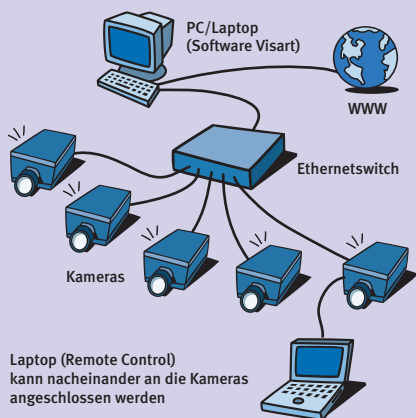 PC/Laptop
(Software Visart)
WWW
Ethernetswitch
Kameras
Laptop (Remote Control)
kann nacheinander an die Kameras
angeschlossen werden